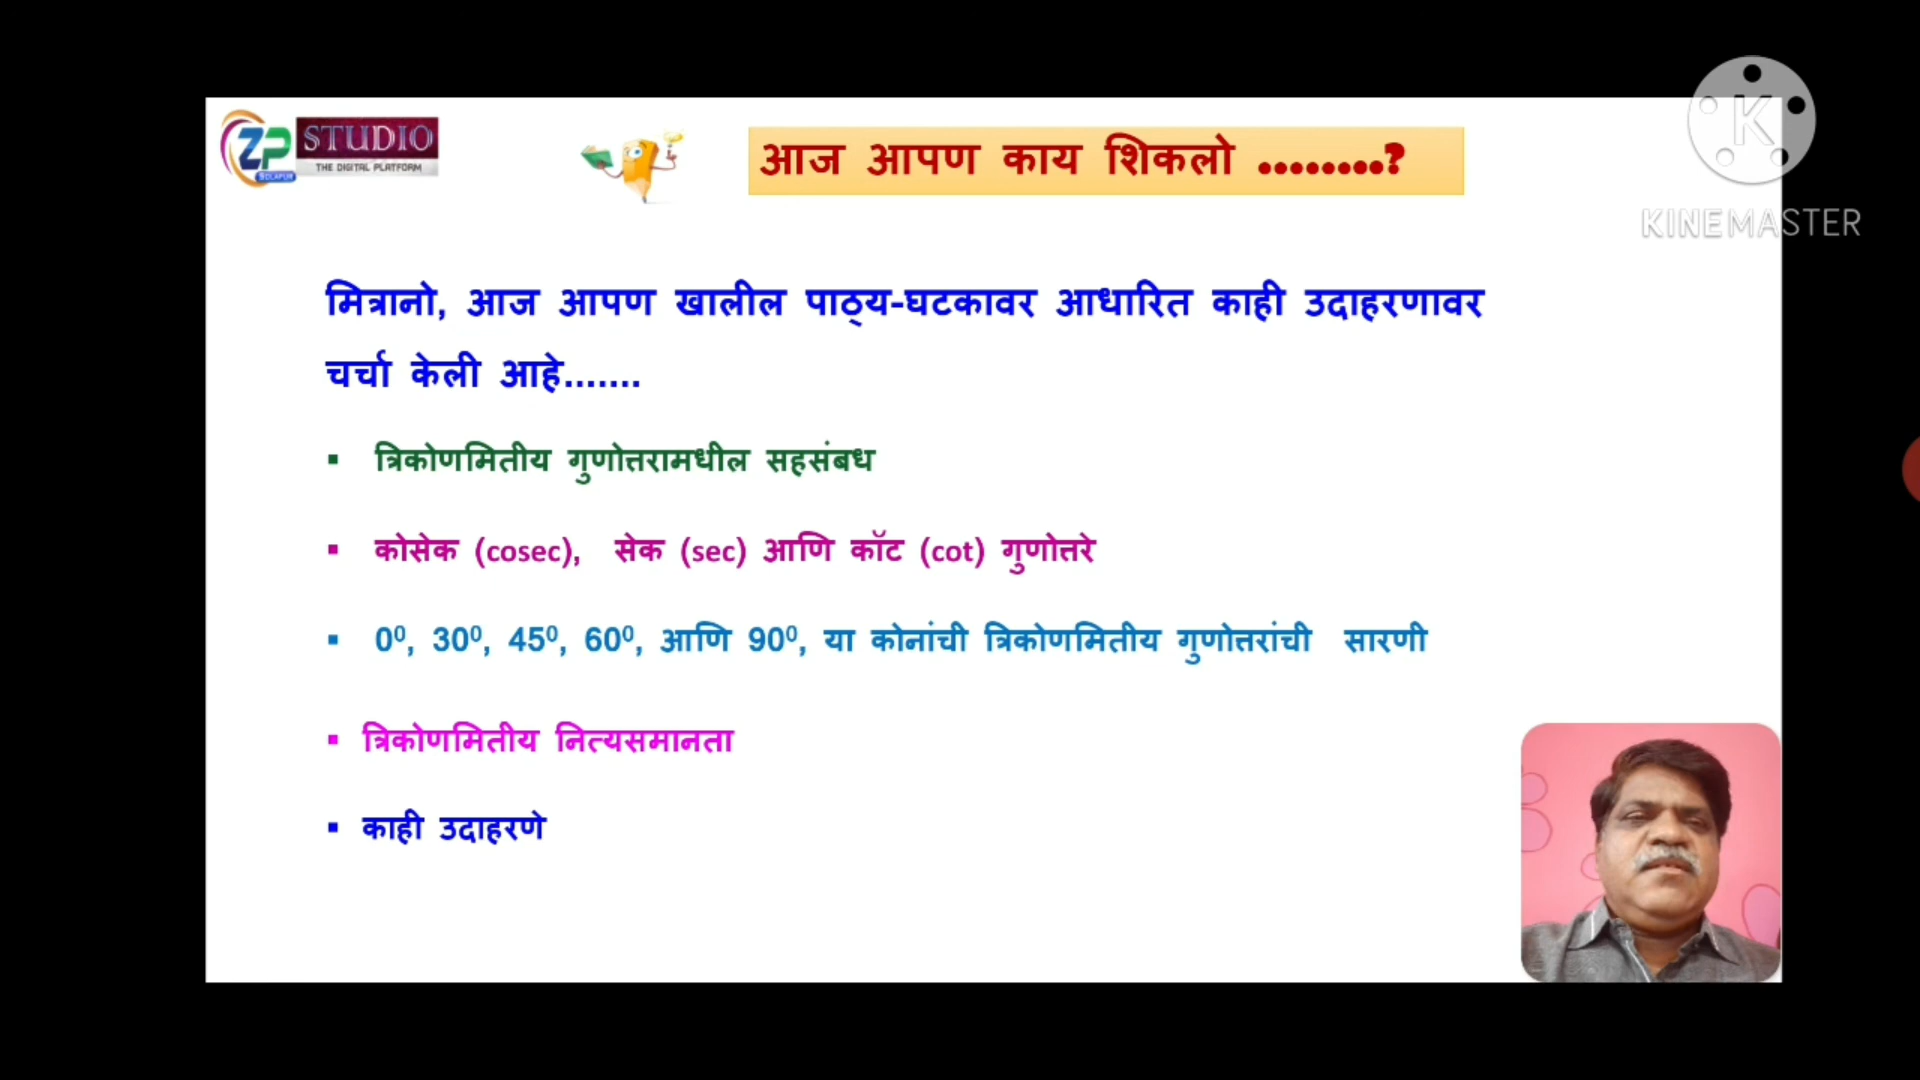 ZP STUDIO
THE DIGITAL PLATFORM
SOLAPUR
आज आपण काय शिकलो ........?
K
KINEMASTER
मित्रानो, आज आपण खालील पाठ्य-घटकावर आधारित काही उदाहरणावर
चर्चा केली आहे.......
▪ त्रिकोणमितीय गुणोत्तरामधील सहसंबध
▪ कोसेक (cosec), सेक (sec) आणि कॉट (cot) गुणोत्तरे
▪ 0⁰, 30⁰, 45⁰, 60⁰, आणि 90⁰, या कोनांची त्रिकोणमितीय गुणोत्तरांची सारणी
▪ त्रिकोणमितीय नित्यसमानता
▪ काही उदाहरणे